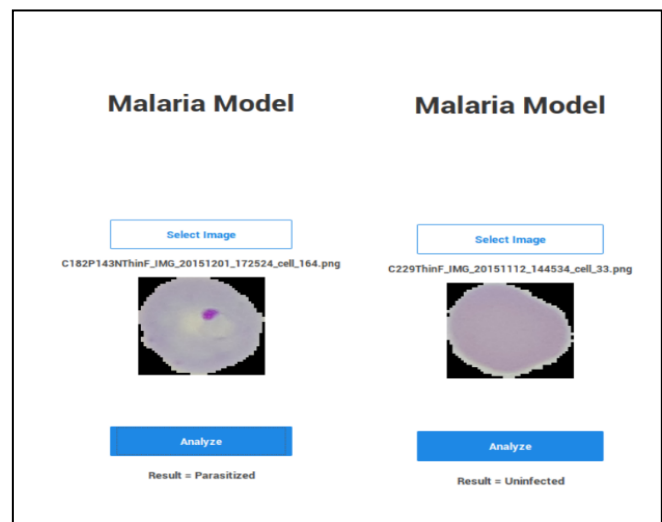 Malaria Model
Select Image
C182P143NThinF_IMG_20151201_172524_cell_164.png
Analyze
Result = Parasitized
Malaria Model
Select Image
C229ThinF_IMG_20151112_144534_cell_33.png
Analyze
Result = Uninfected